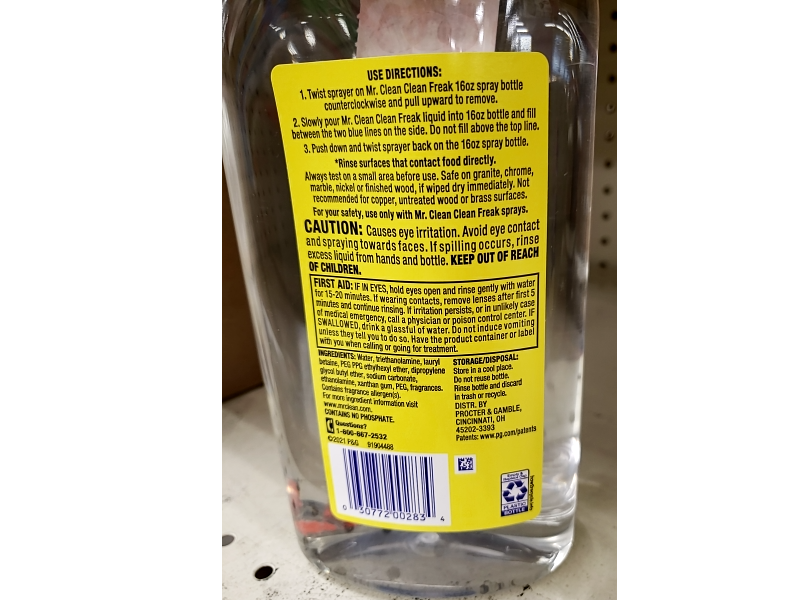 USE DIRECTIONS:
1. Twist sprayer on Mr. Clean Clean Freak 16oz spray bottle
counterclockwise and pull upward to remove.
2. Slowly pour Mr. Clean Clean Freak liquid into 16oz bottle and fill
between the two blue lines on the side. Do not fill above the top line.
3. Push down and twist sprayer back on the 16oz spray bottle.
*Rinse surfaces that contact food directly.
Always test on a small area before use. Safe on granite, chrome,
marble, nickel or finished wood, if wiped dry immediately. Not
recommended for copper, untreated wood or brass surfaces.
For your safety, use only with Mr. Clean Clean Freak sprays.
CAUTION: Causes eye irritation. Avoid eye contact
and spraying towards faces. If spilling occurs, rinse
excess liquid from hands and bottle. KEEP OUT OF REACH
OF CHILDREN.
FIRST AID: IF IN EYES, hold eyes open and rinse gently with water
for 15-20 minutes. If wearing contacts, remove lenses after first 5
minutes and continue rinsing. If irritation persists, or in unlikely case
of medical emergency, call a physician or poison control center. IF
SWALLOWED, drink a glassful of water. Do not induce vomiting
unless they tell you to do so. Have the product container or label
with you when calling or going for treatment.
INGREDIENTS: Water, triethanolamine, lauryl
betaine, PEG PPG ethylhexyl ether, dipropylene
glycol butyl ether, sodium carbonate,
ethanolamine, xanthan gum, PEG, fragrances.
Contains fragrance allergen(s).
For more ingredient information visit
www.mrclean.com.
CONTAINS NO PHOSPHATE.
Questions?
1-800-867-2532
©2021 P&G 91904488
STORAGE/DISPOSAL:
Store in a cool place.
Do not reuse bottle.
Rinse bottle and discard
in trash or recycle.
DISTR. BY
PROCTER & GAMBLE,
CINCINNATI, OH
45202-3393
Patents: www.pg.com/patents
0 30772 00283 4
PLASTIC
BOTTLE